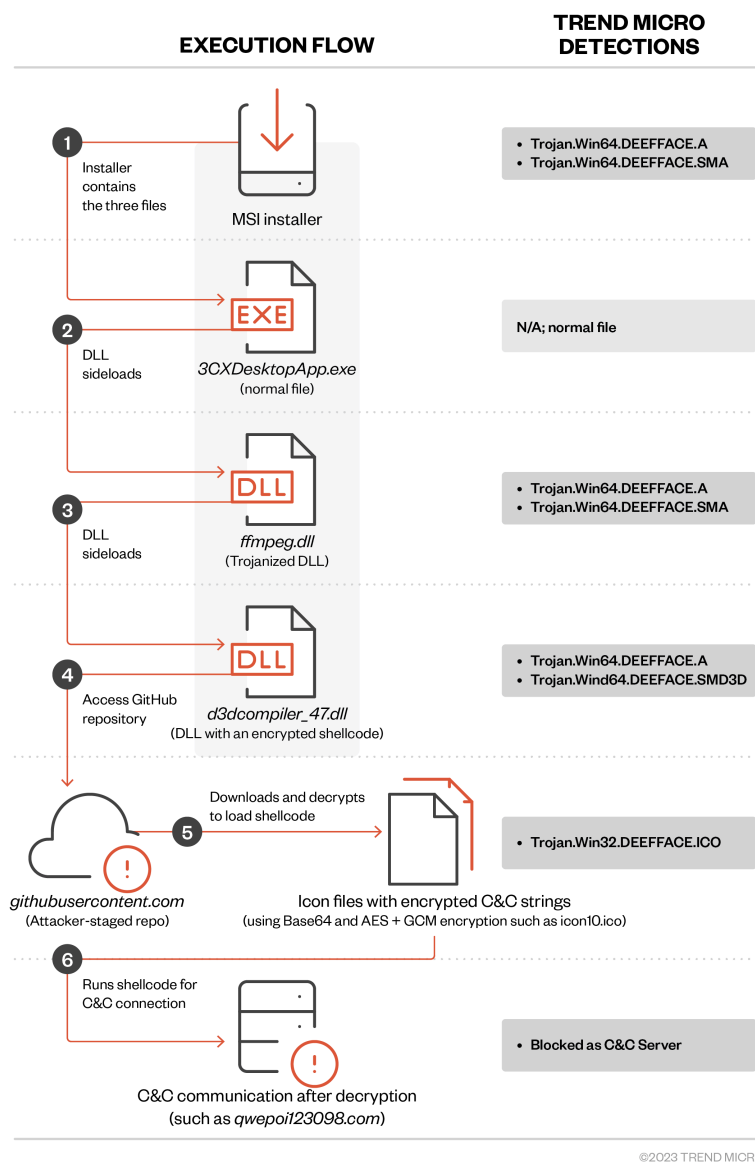 EXECUTION FLOW
TREND MICRO
DETECTIONS
1
Installer
contains
the three files
MSI installer
• Trojan.Win64.DEEFFACE.A
• Trojan.Win64.DEEFFACE.SMA
EXE
2
DLL
sideloads
3CXDesktopApp.exe
(normal file)
N/A; normal file
DLL
3
DLL
sideloads
ffmpeg.dll
(Trojanized DLL)
• Trojan.Win64.DEEFFACE.A
• Trojan.Win64.DEEFFACE.SMA
DLL
4
Access GitHub
repository
d3dcompiler_47.dll
(DLL with an encrypted shellcode)
• Trojan.Win64.DEEFFACE.A
• Trojan.Wind64.DEEFACE.SMD3D
Downloads and decrypts
to load shellcode
5
!
githubusercontent.com
(Attacker-staged repo)
Icon files with encrypted C&C strings
(using Base64 and AES + GCM encryption such as icon10.ico)
• Trojan.Win32.DEEFFACE.ICO
6
Runs shellcode for
C&C connection
!
C&C communication after decryption
(such as qwepoi123098.com)
• Blocked as C&C Server
©2023 TREND MICR